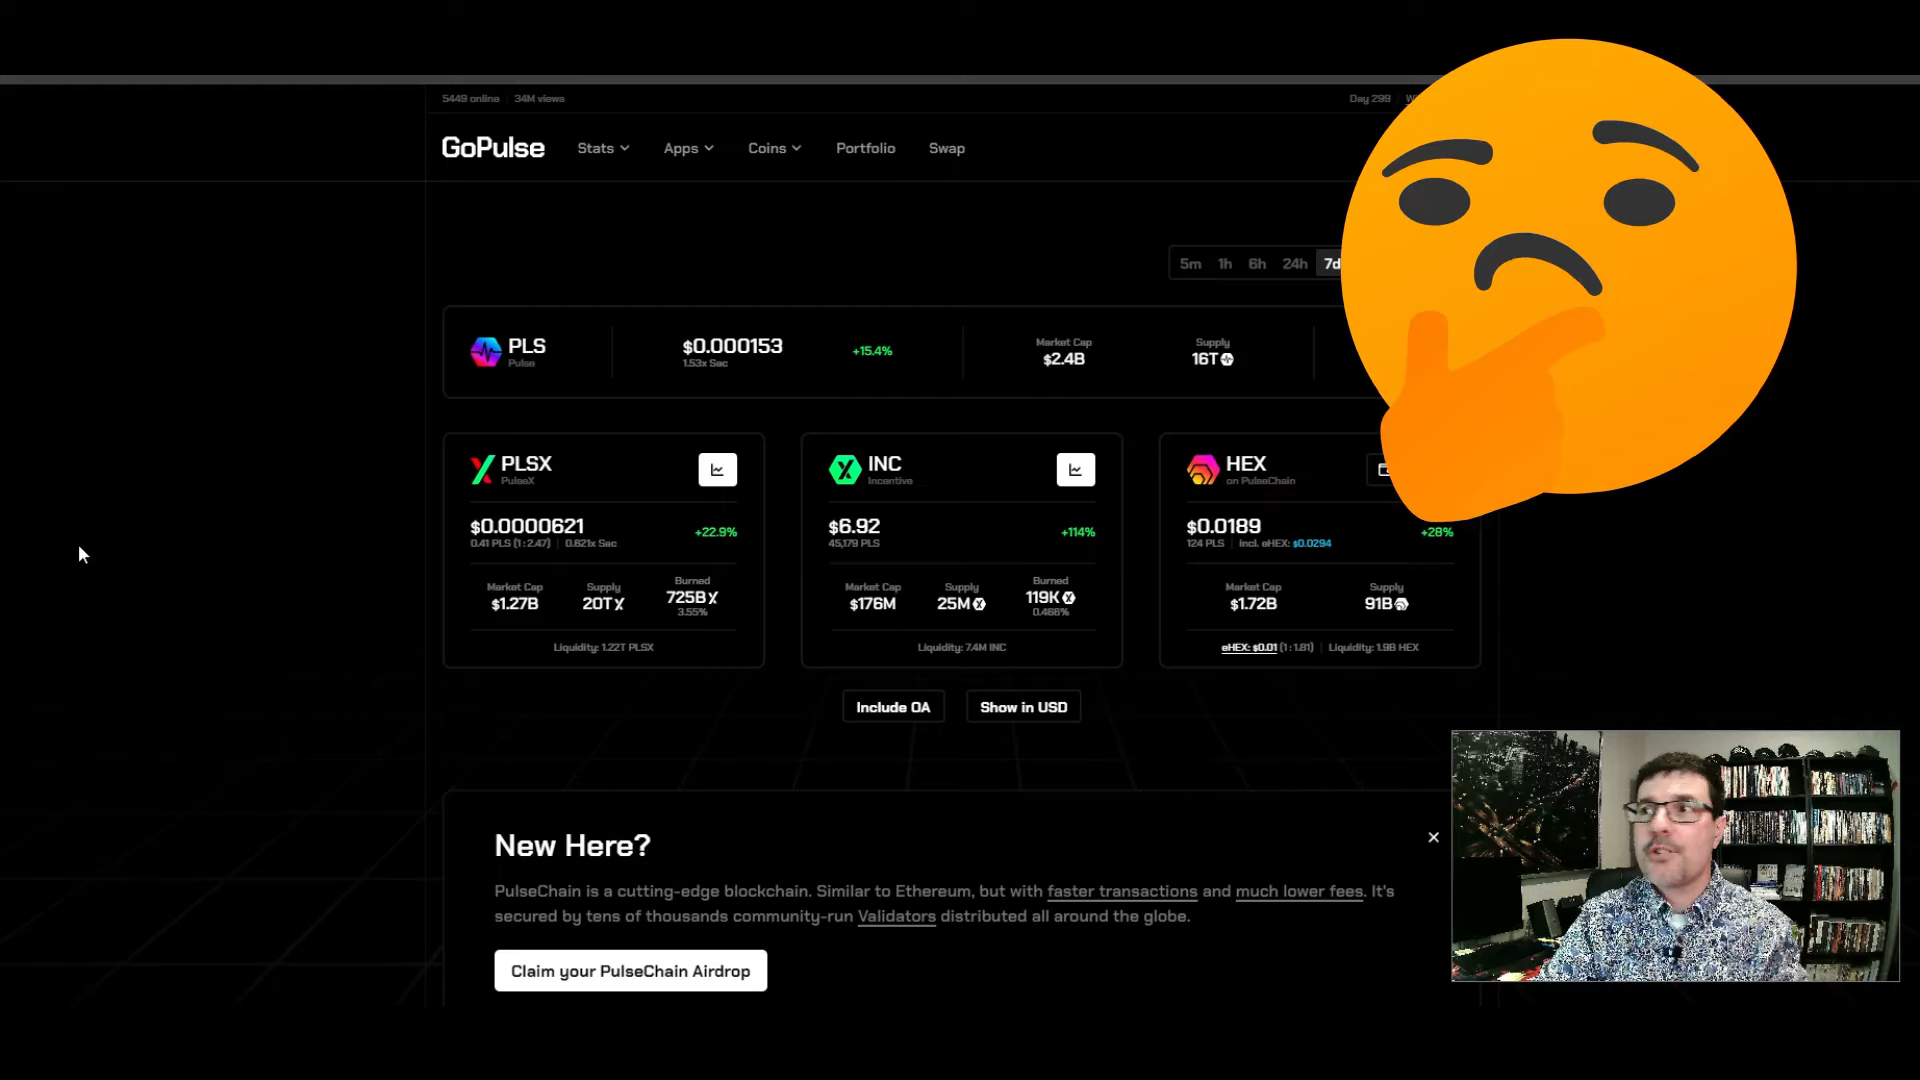 5449 online | 34M views
Day 299
GoPulse Stats Apps Coins Portfolio Swap
5m 1h 6h 24h 7d
PLS
Pulse
$0.000153
1.53x Sac
+15.4%
Market Cap
$2.4B
Supply
16T
PLSX
PulseX
$0.0000621
+22.9%
0.41 PLS (1:2.47) | 0.621x Sac
Market Cap
$1.27B
Supply
20T
Burned
725B
3.55%
Liquidity: 1.22T PLSX
INC
Incentive
$6.92
+114%
45,179 PLS
Market Cap
$176M
Supply
25M
Burned
119K
0.466%
Liquidity: 7.4M INC
HEX
on PulseChain
$0.0189
+28%
124 PLS | incl. eHEX: $0.0294
Market Cap
$1.72B
Supply
91B
eHEX: $0.01 (1:1.81) | Liquidity: 1.9B HEX
Include OA
Show in USD
New Here?
PulseChain is a cutting-edge blockchain. Similar to Ethereum, but with faster transactions and much lower fees. It's
secured by tens of thousands community-run Validators distributed all around the globe.
Claim your PulseChain Airdrop